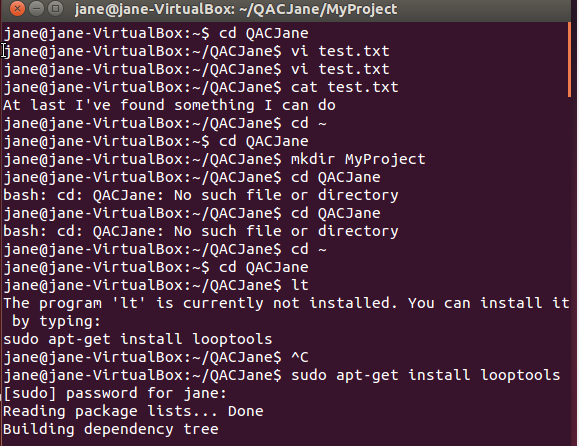 jane@jane-VirtualBox: ~/QACJane/MyProject
jane@jane-VirtualBox:~$ cd QACJane
jane@jane-VirtualBox:~/QACJane$ vi test.txt
jane@jane-VirtualBox:~/QACJane$ vi test.txt
jane@jane-VirtualBox:~/QACJane$ cat test.txt
At last I've found something I can do
jane@jane-VirtualBox:~/QACJane$ cd ~
jane@jane-VirtualBox:~$ cd QACJane
jane@jane-VirtualBox:~/QACJane$ mkdir MyProject
jane@jane-VirtualBox:~/QACJane$ cd QACJane
bash: cd: QACJane: No such file or directory
jane@jane-VirtualBox:~/QACJane$ cd QACJane
bash: cd: QACJane: No such file or directory
jane@jane-VirtualBox:~/QACJane$ cd ~
jane@jane-VirtualBox:~$ cd QACJane
jane@jane-VirtualBox:~/QACJane$ lt
The program 'lt' is currently not installed. You can install it
 by typing:
sudo apt-get install looptools
jane@jane-VirtualBox:~/QACJane$ ^C
jane@jane-VirtualBox:~/QACJane$ sudo apt-get install looptools
[sudo] password for jane:
Reading package lists... Done
Building dependency tree